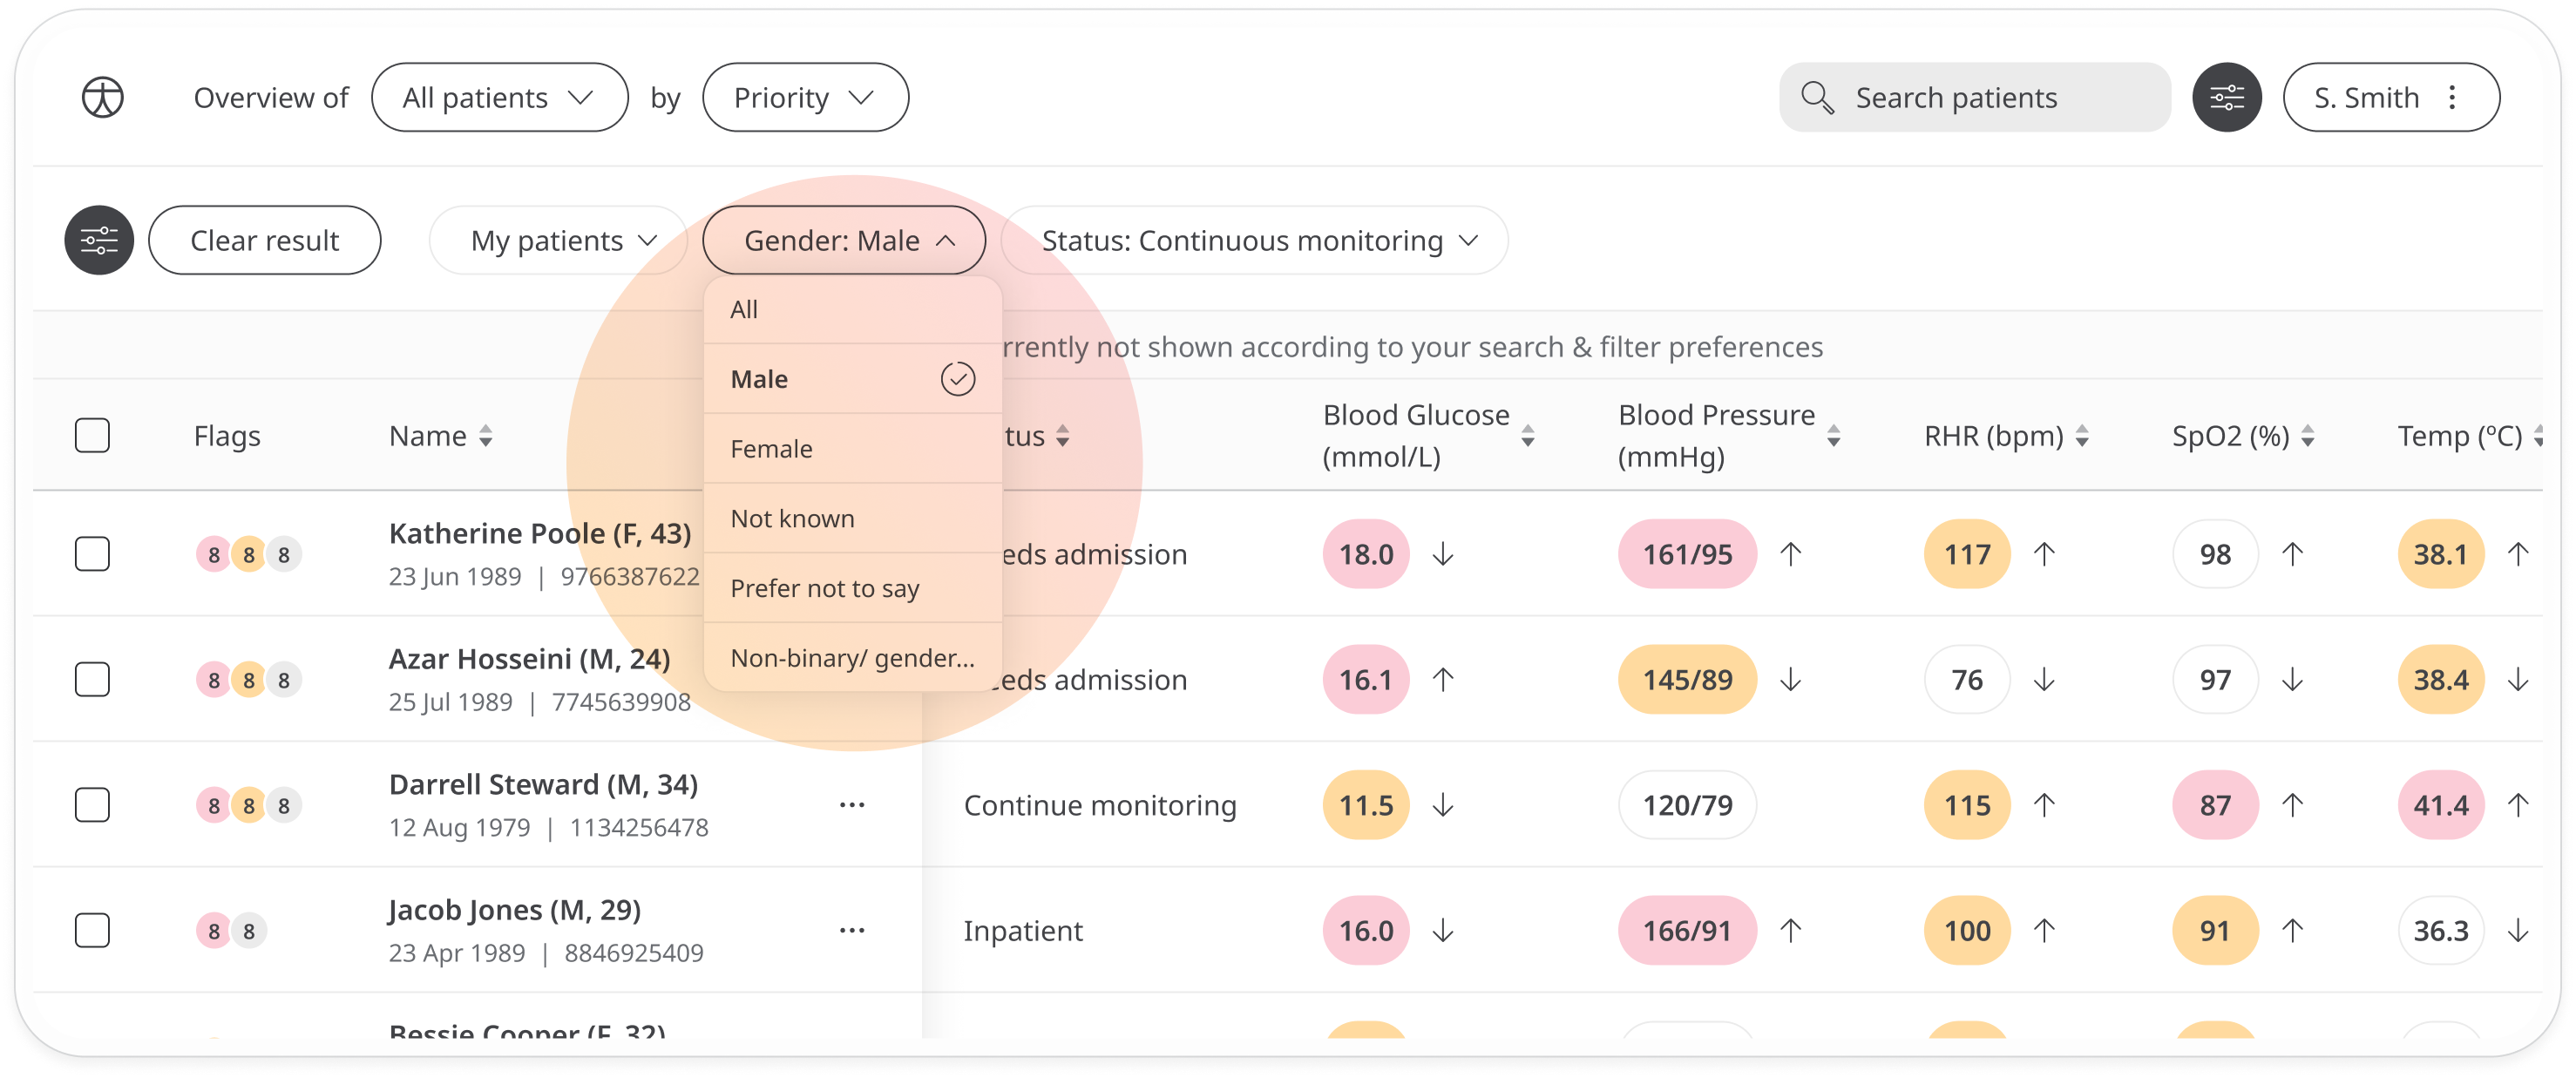 Overview of All patients by Priority Search patients S. Smith
Clear result My patients Gender: Male Status: Continuous monitoring
All
not shown according to your search & filter preferences
Male
Flags Name Blood Glucose (mmol/L) Blood Pressure (mmHg) RHR (bpm) SpO2 (%) Temp (ºC)
Female
Not known
Prefer not to say
Non-binary/ gender...
8 8 8 Katherine Poole (F, 43) admission 18.0 161/95 117 98 38.1
23 Jun 1989 | 9766387622
8 8 8 Azar Hosseini (M, 24) admission 16.1 145/89 76 97 38.4
25 Jul 1989 | 7745639908
8 8 8 Darrell Steward (M, 34) ... Continue monitoring 11.5 120/79 115 87 41.4
12 Aug 1979 | 1134256478
8 8 Jacob Jones (M, 29) ... Inpatient 16.0 166/91 100 91 36.3
23 Apr 1989 | 8846925409
Bessie Cooper (F, 32)